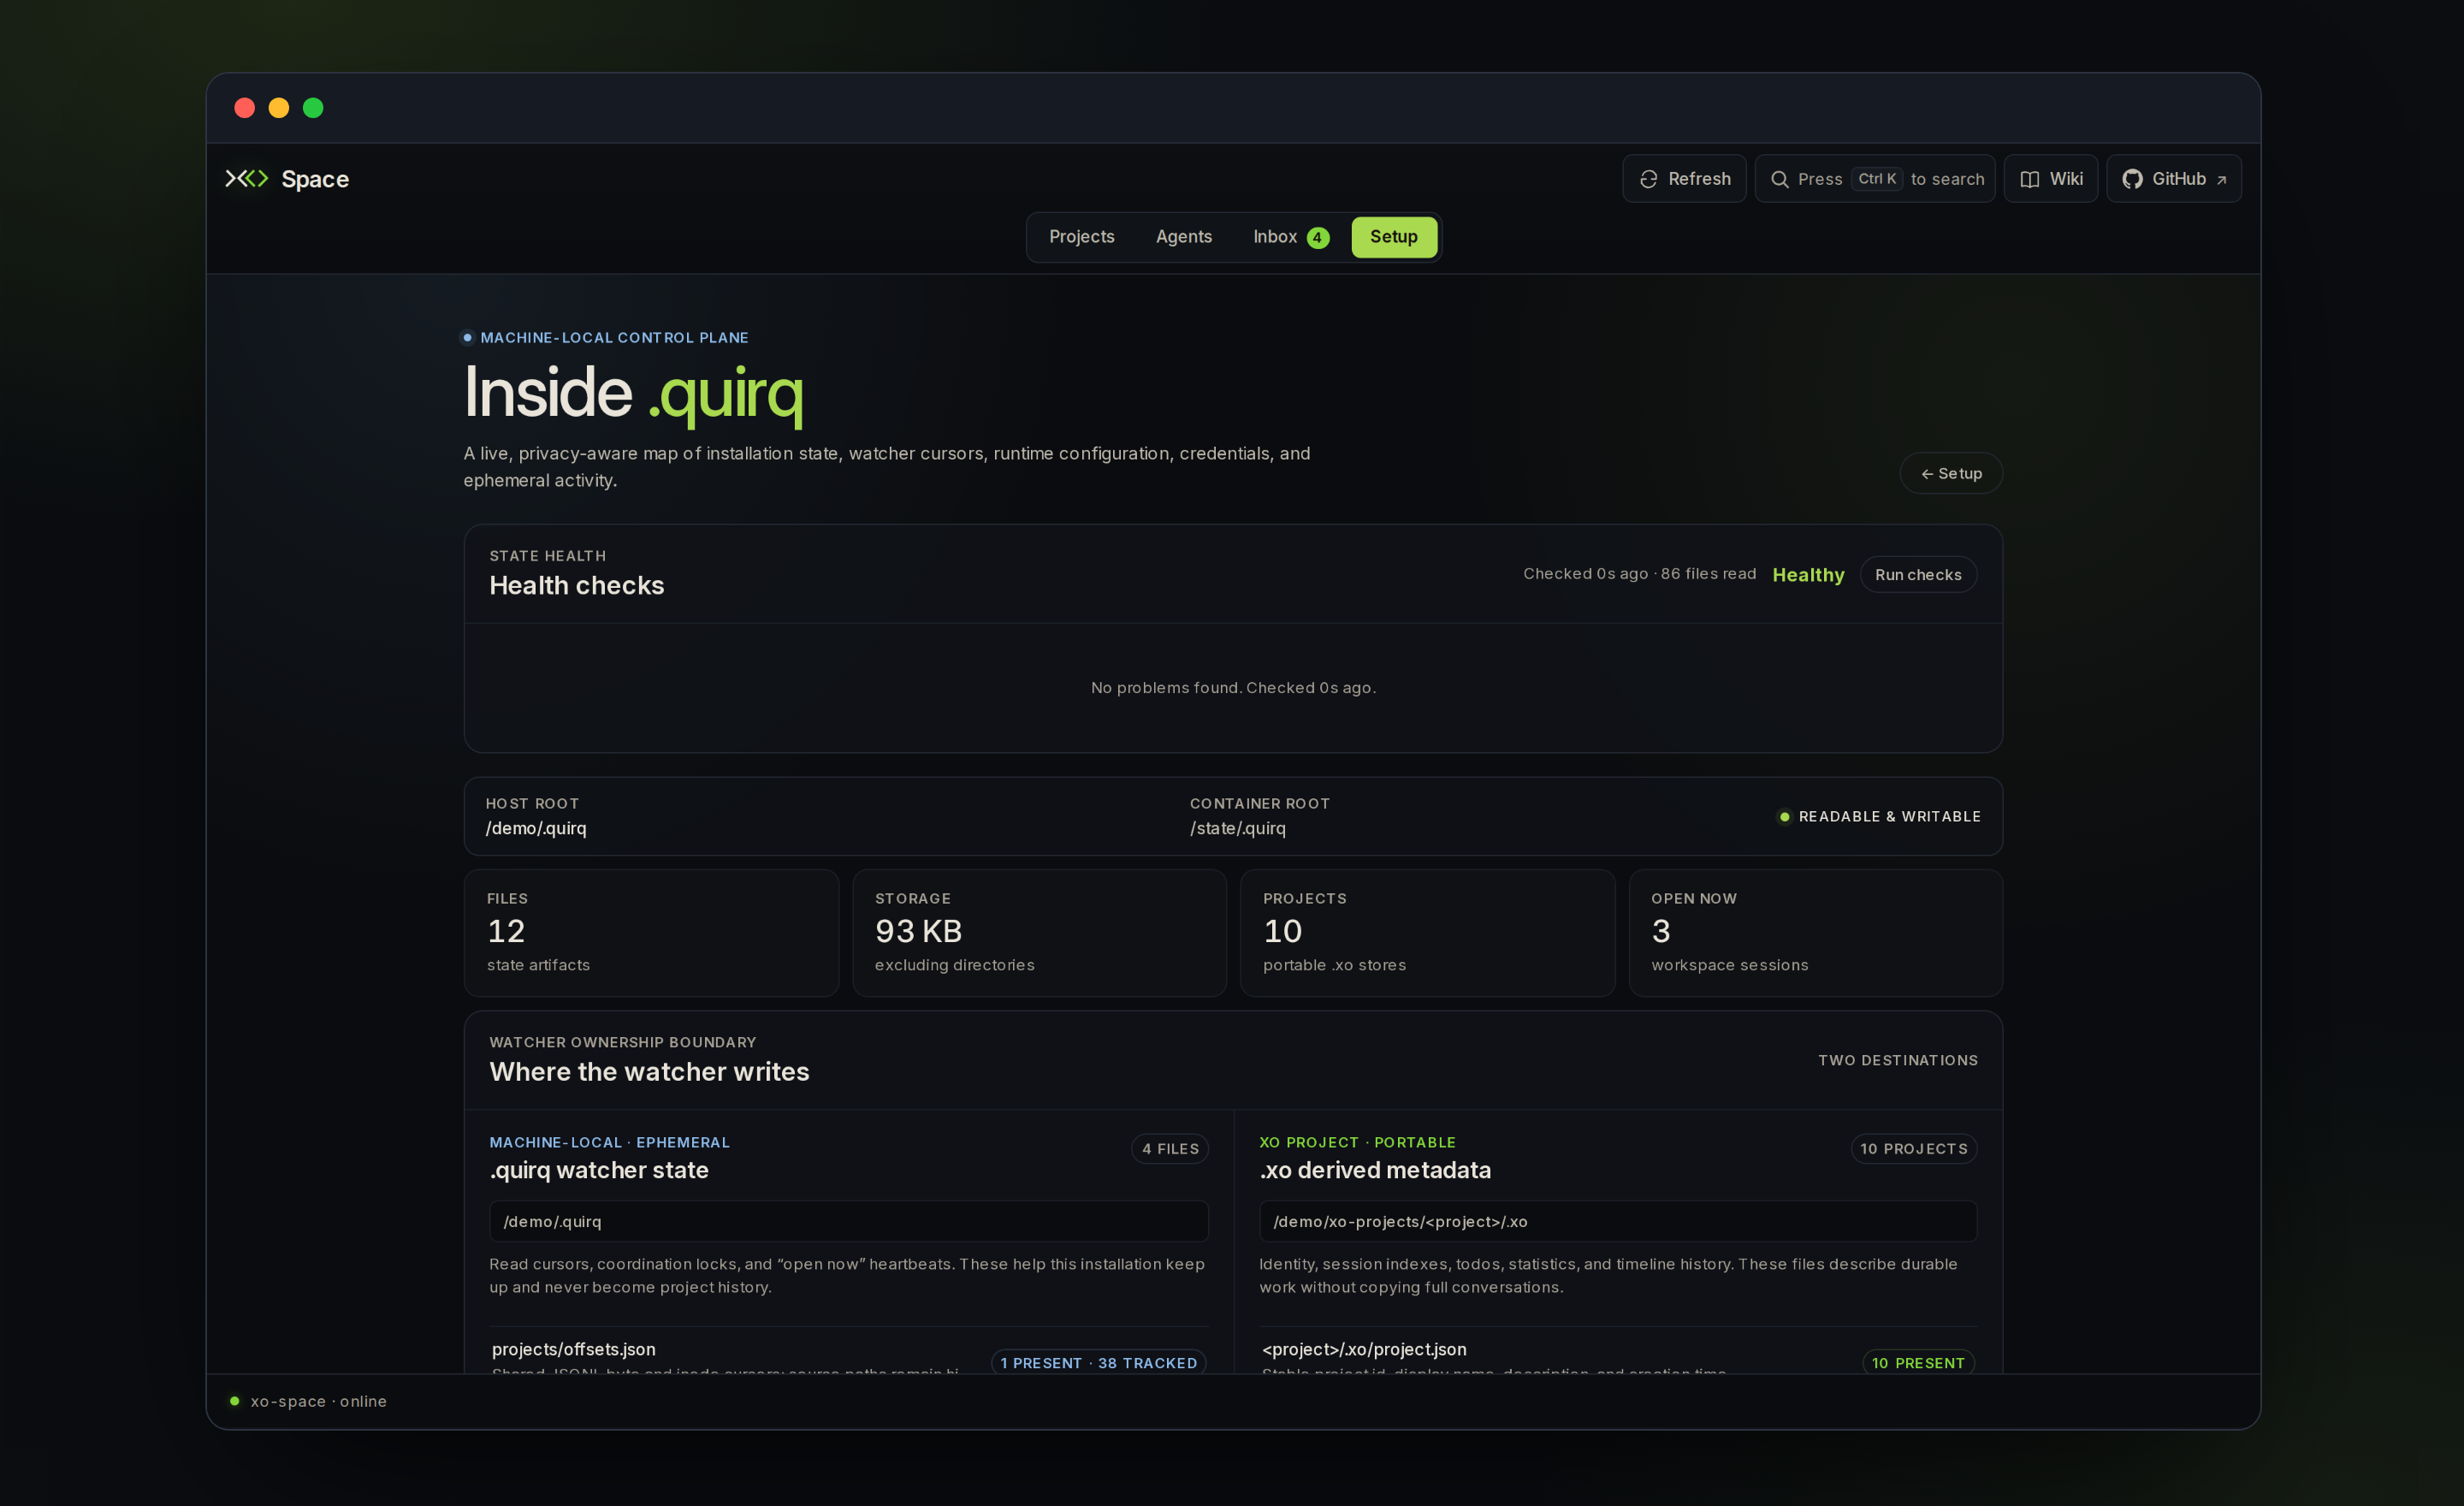 Space
Refresh
Press Ctrl K to search
Wiki
GitHub ↗
Projects
Agents
Inbox 4
Setup
MACHINE-LOCAL CONTROL PLANE
Inside .quirq
A live, privacy-aware map of installation state, watcher cursors, runtime configuration, credentials, and
ephemeral activity.
← Setup
STATE HEALTH
Health checks
Checked 0s ago · 86 files read
Healthy
Run checks
No problems found. Checked 0s ago.
HOST ROOT
/demo/.quirq
CONTAINER ROOT
/state/.quirq
READABLE & WRITABLE
FILES
12
state artifacts
STORAGE
93 KB
excluding directories
PROJECTS
10
portable .xo stores
OPEN NOW
3
workspace sessions
WATCHER OWNERSHIP BOUNDARY
Where the watcher writes
TWO DESTINATIONS
MACHINE-LOCAL · EPHEMERAL
.quirq watcher state
4 FILES
/demo/.quirq
Read cursors, coordination locks, and “open now” heartbeats. These help this installation keep
up and never become project history.
projects/offsets.json
1 PRESENT · 38 TRACKED
XO PROJECT · PORTABLE
.xo derived metadata
10 PROJECTS
/demo/xo-projects/<project>/.xo
Identity, session indexes, todos, statistics, and timeline history. These files describe durable
work without copying full conversations.
<project>/.xo/project.json
10 PRESENT
xo-space · online